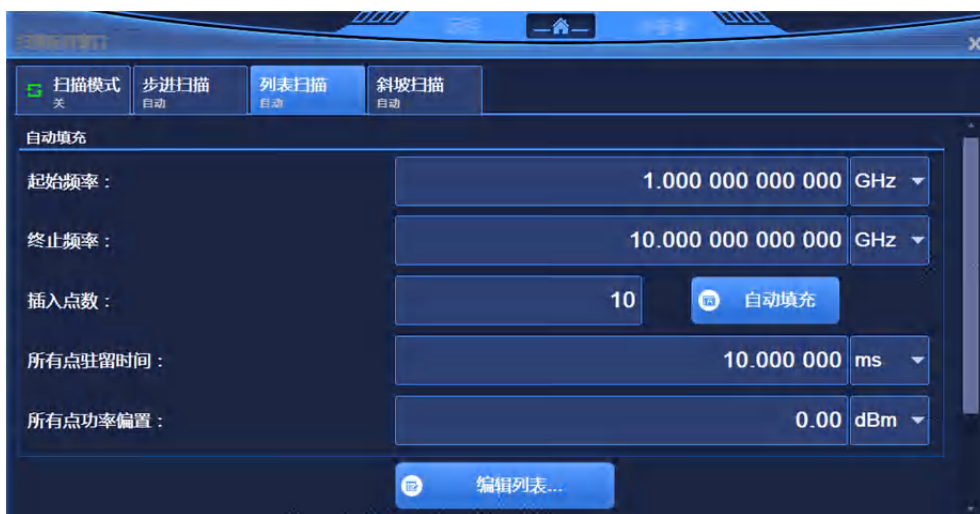 扫描模式
关
步进扫描
自动
列表扫描
自动
斜坡扫描
自动
自动填充
起始频率： 1.000 000 000 000 GHz
终止频率： 10.000 000 000 000 GHz
插入点数： 10 自动填充
所有点驻留时间： 10.000 000 ms
所有点功率偏置： 0.00 dBm
编辑列表...